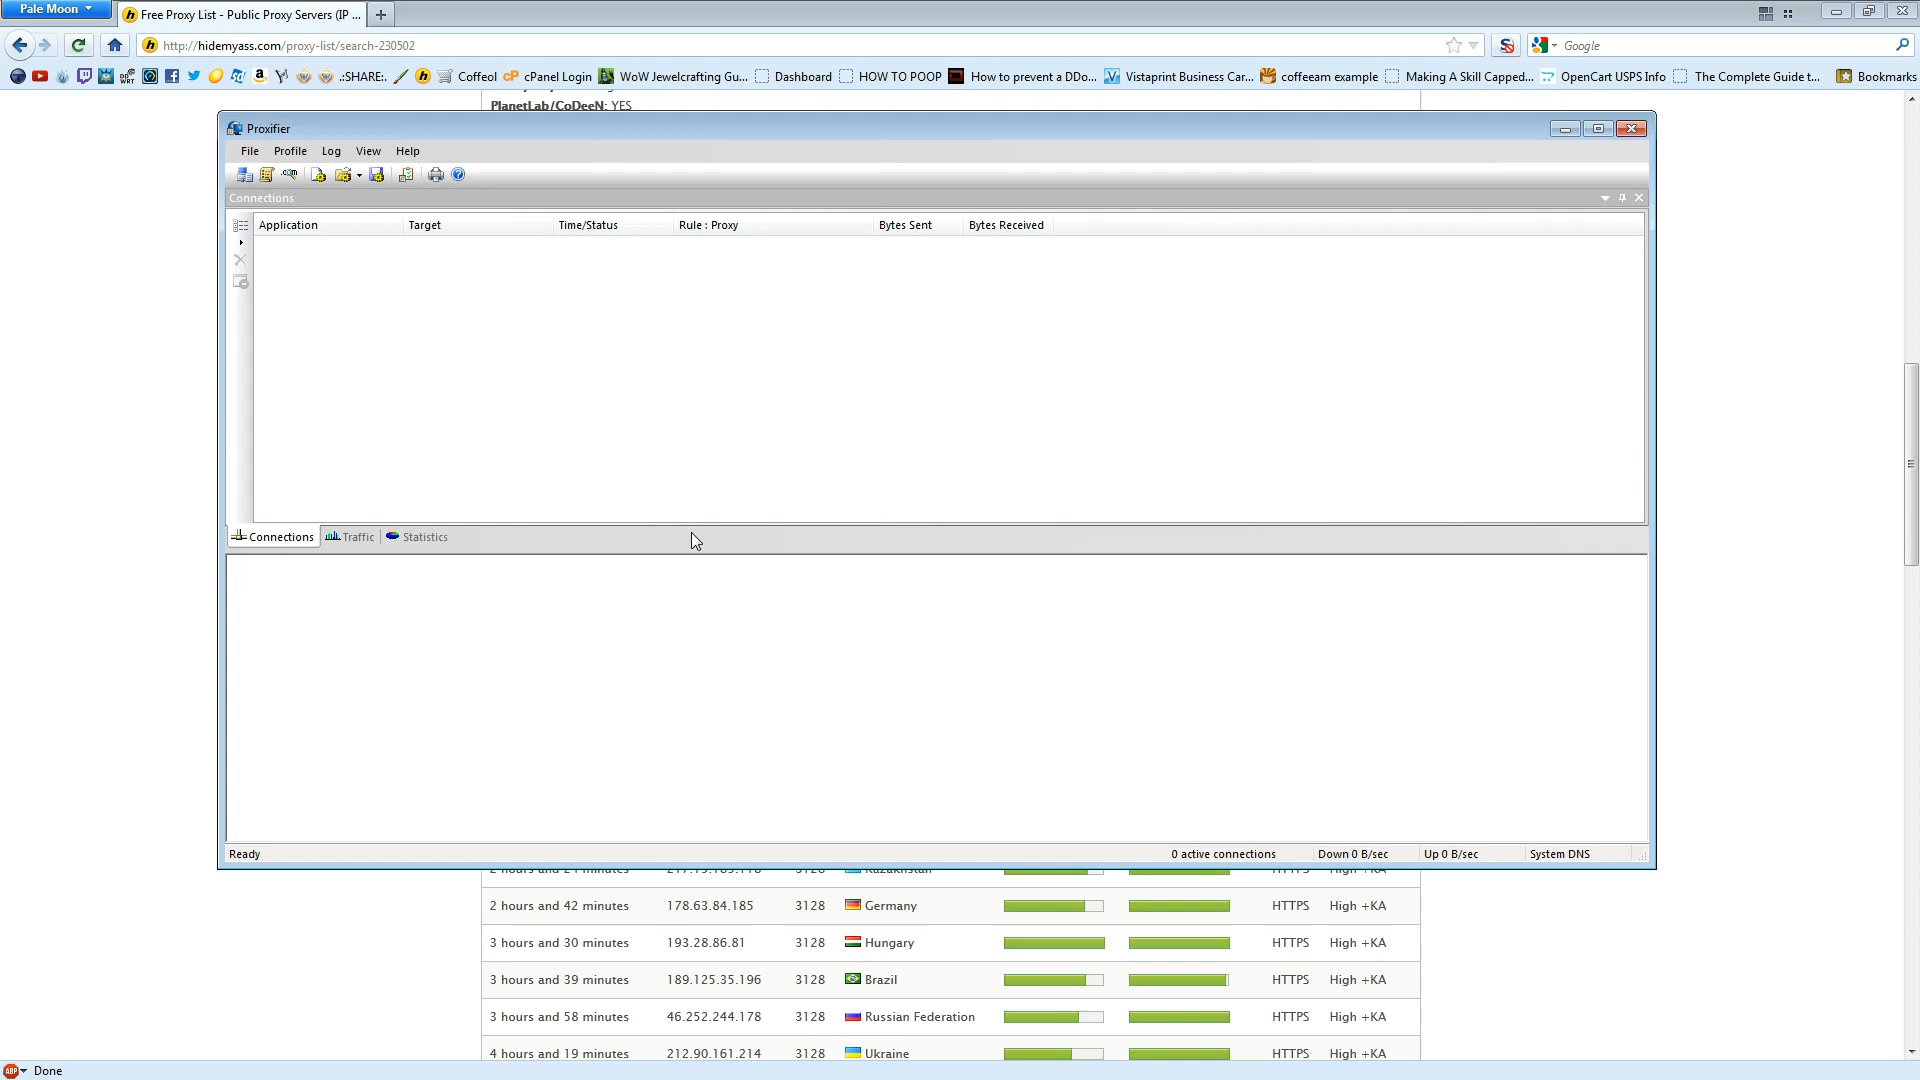 Pale Moon
Free Proxy List - Public Proxy Servers (IP ...
http://hidemyass.com/proxy-list/search-230502
Google
.:SHARE:.
Coffeol
cPanel Login
WoW Jewelcrafting Gu...
Dashboard
HOW TO POOP
How to prevent a DDo...
Vistaprint Business Car...
coffeeam example
Making A Skill Capped...
OpenCart USPS Info
The Complete Guide t...
Bookmarks
PlanetLab/CoDeeN: YES
Proxifier
File Profile Log View Help
Connections
Application Target Time/Status Rule : Proxy Bytes Sent Bytes Received
Connections Traffic Statistics
Ready 0 active connections Down 0 B/sec Up 0 B/sec System DNS
2 hours and 42 minutes 178.63.84.185 3128 Germany HTTPS High +KA
3 hours and 30 minutes 193.28.86.81 3128 Hungary HTTPS High +KA
3 hours and 39 minutes 189.125.35.196 3128 Brazil HTTPS High +KA
3 hours and 58 minutes 46.252.244.178 3128 Russian Federation HTTPS High +KA
4 hours and 19 minutes 212.90.161.214 3128 Ukraine HTTPS High +KA
ABP Done